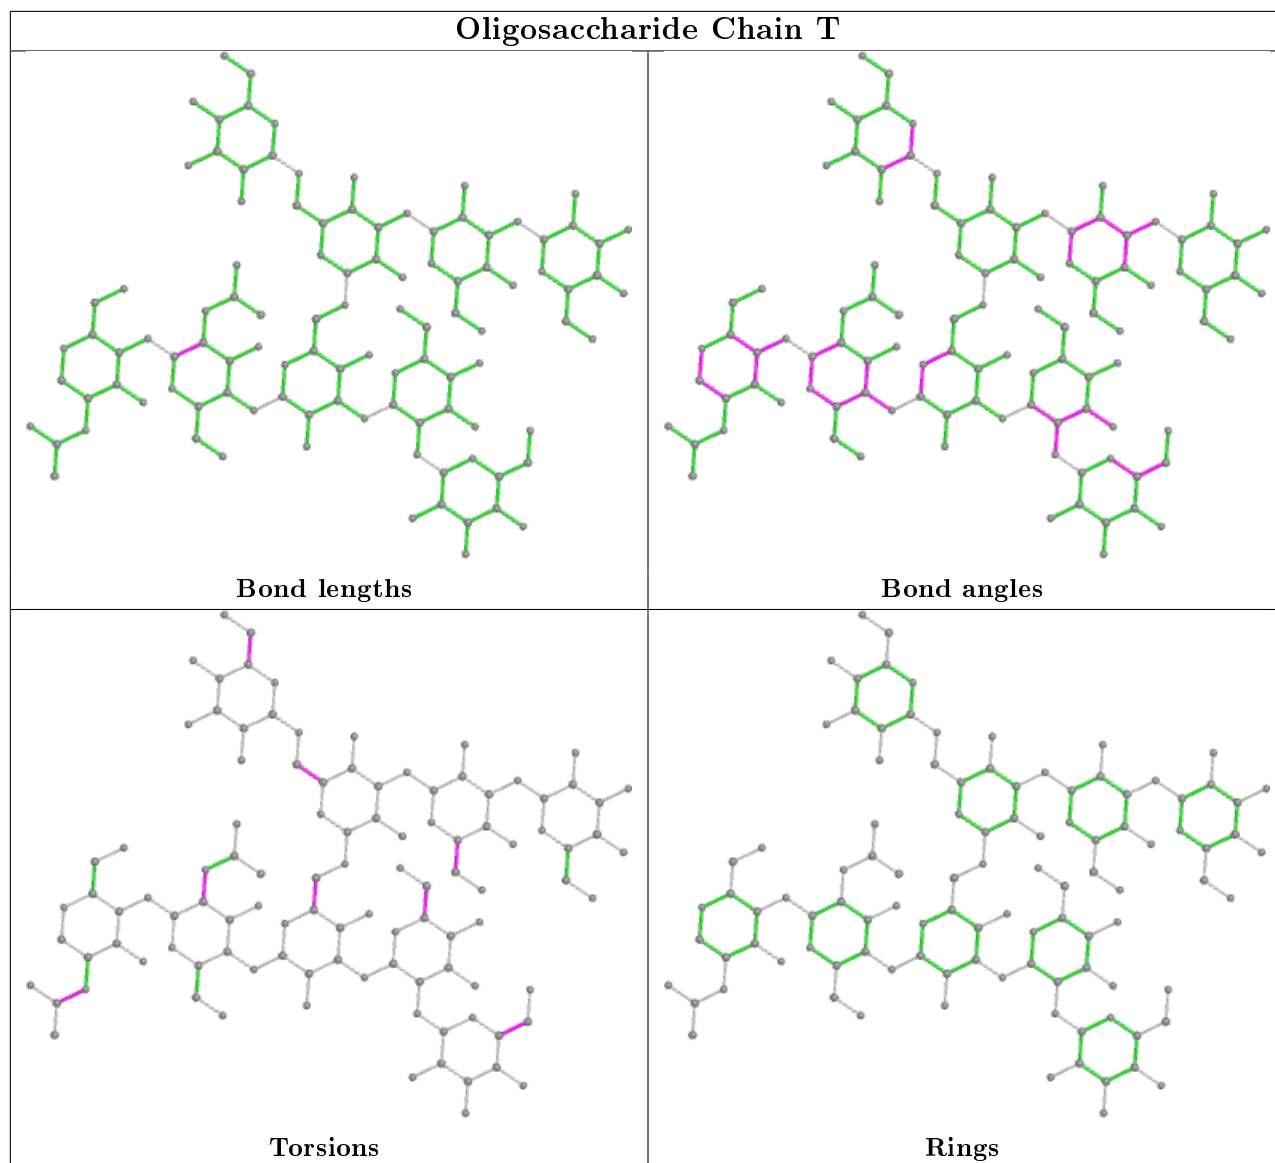 Oligosaccharide Chain T
Bond lengths
Bond angles
Torsions
Rings